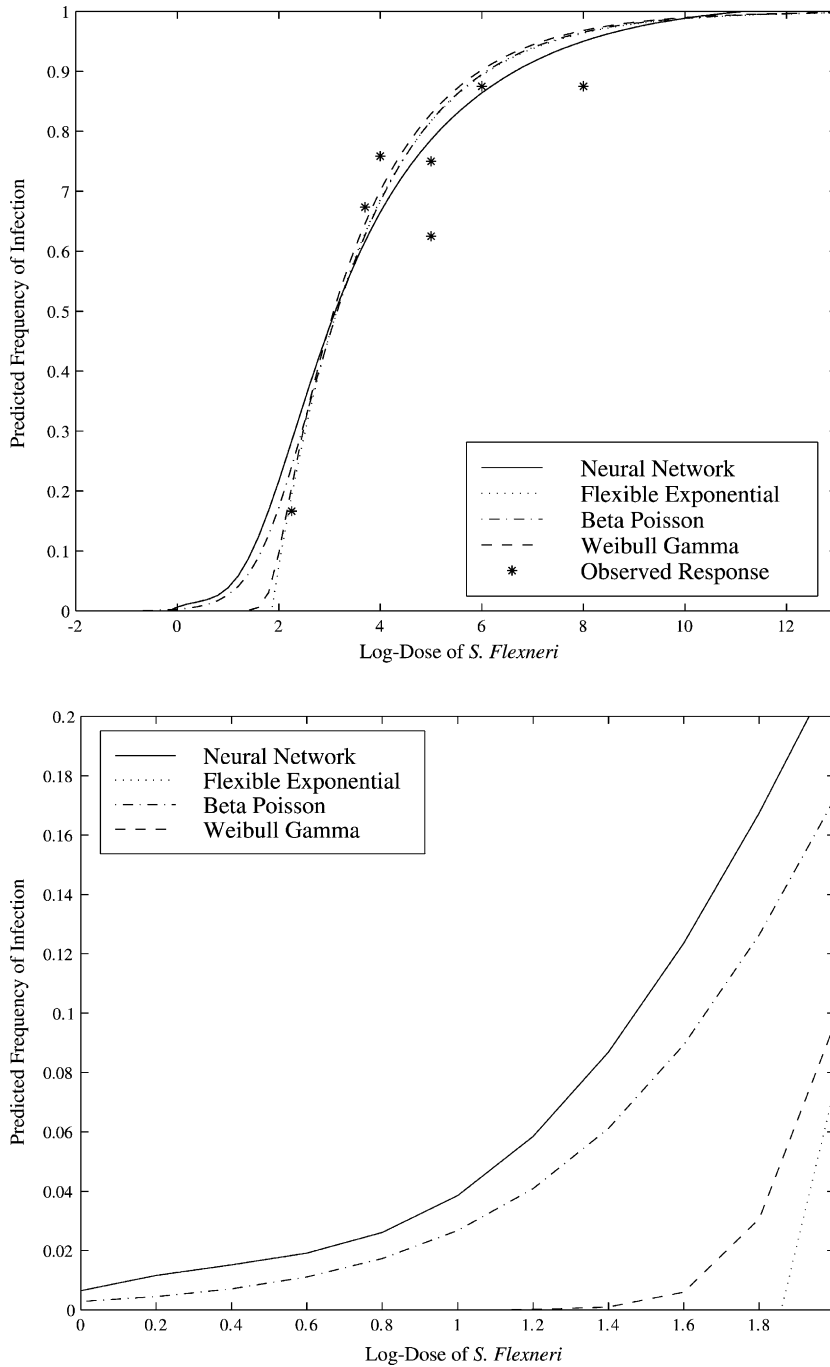 1
0.9
0.8
0.7
0.6
0.5
0.4
0.3
0.2
0.1
0
Predicted Frequency of Infection
Neural Network
Flexible Exponential
Beta Poisson
Weibull Gamma
Observed Response
-2 0 2 4 6 8 10 12
Log-Dose of S. Flexneri
0.2
0.18
0.16
0.14
0.12
0.1
0.08
0.06
0.04
0.02
0
Predicted Frequency of Infection
Neural Network
Flexible Exponential
Beta Poisson
Weibull Gamma
0 0.2 0.4 0.6 0.8 1 1.2 1.4 1.6 1.8
Log-Dose of S. Flexneri